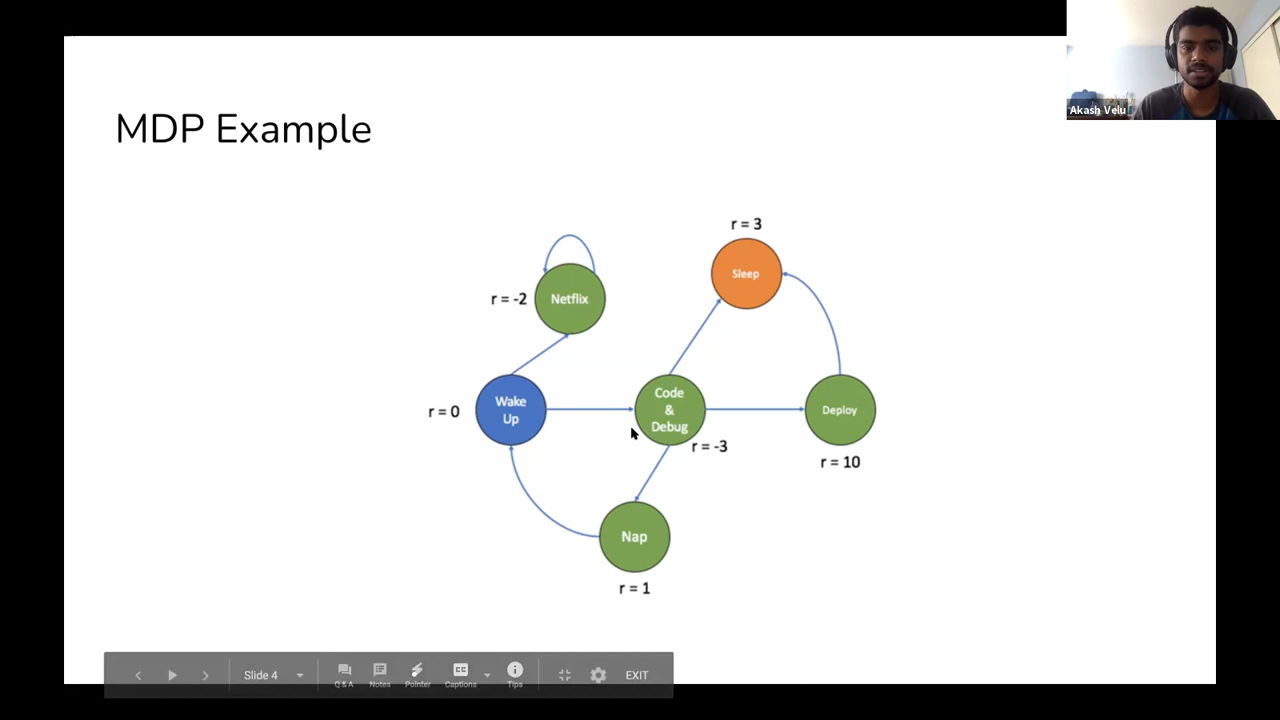 Akash Velu
MDP Example
r = 3
Sleep
r = -2
Netflix
Wake
Up
r = 0
Code
&
Debug
r = -3
Deploy
r = 10
Nap
r = 1
Slide 4
Q & A
Notes
Pointer
CC
Captions
Tips
EXIT